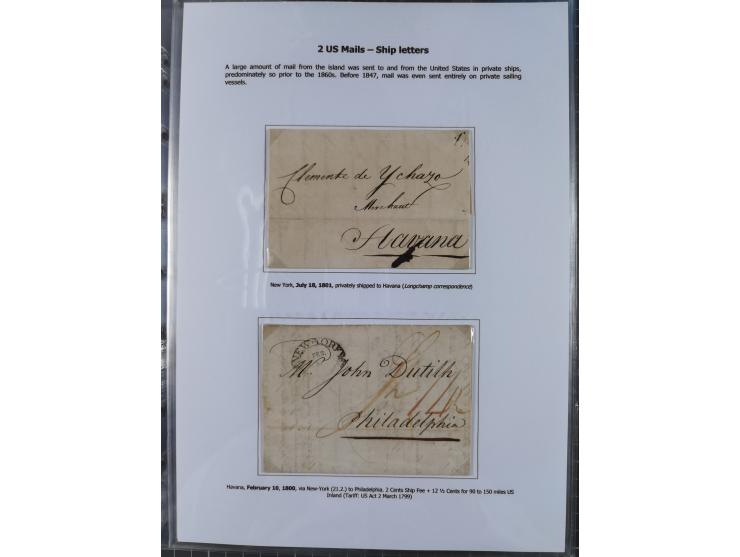 2 US Mails – Ship letters
A large amount of mail from the island was sent to and from the United States in private ships,
predominately so prior to the 1860s. Before 1847, mail was even sent entirely on private sailing
vessels.
Clemente de Ychazo
Merchant
Havana
New York, July 18, 1801, privately shipped to Havana (Longchamp correspondence)
NEW-YORK
FEB.
Mr. John Dutilh
Philadelphia
Havana, February 10, 1800, via New-York (21.2.) to Philadelphia. 2 Cents Ship Fee + 12 ½ Cents for 90 to 150 miles US
Inland (Tariff: US Act 2 March 1799)